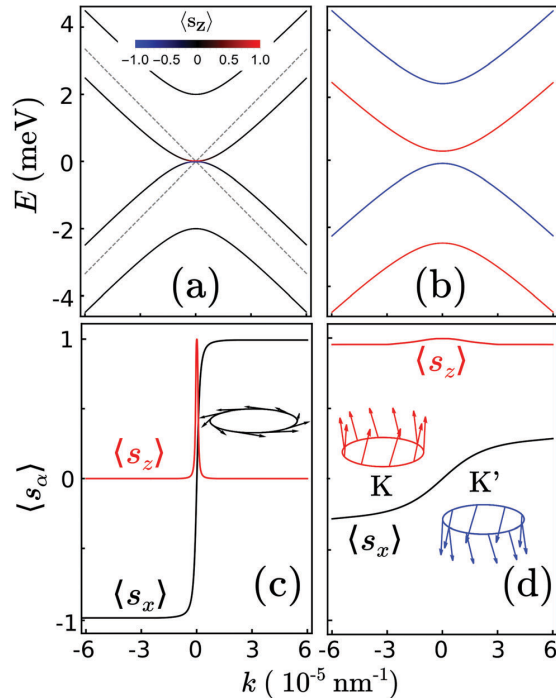 ⟨s_z⟩
-1.0 -0.5 0 0.5 1.0
4
2
0
-2
-4
E (meV)
(a)
(b)
1
0
-1
⟨s_α⟩
⟨s_z⟩
⟨s_x⟩
(c)
⟨s_z⟩
K
K'
⟨s_x⟩
(d)
-6 -3 0 3 6
-3 0 3 6
k ( 10⁻⁵ nm⁻¹)